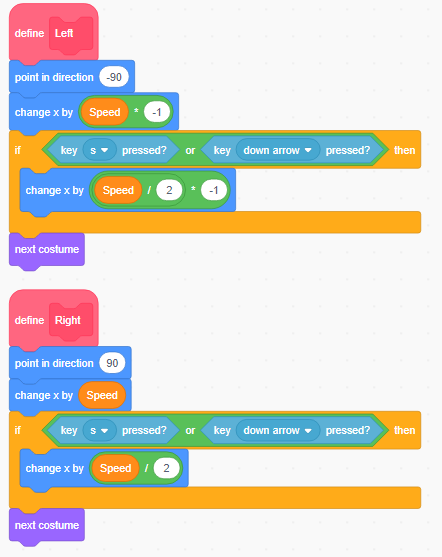 define Left
point in direction -90
change x by Speed * -1
if key s pressed? or key down arrow pressed? then
change x by Speed / 2 * -1
next costume
define Right
point in direction 90
change x by Speed
if key s pressed? or key down arrow pressed? then
change x by Speed / 2
next costume